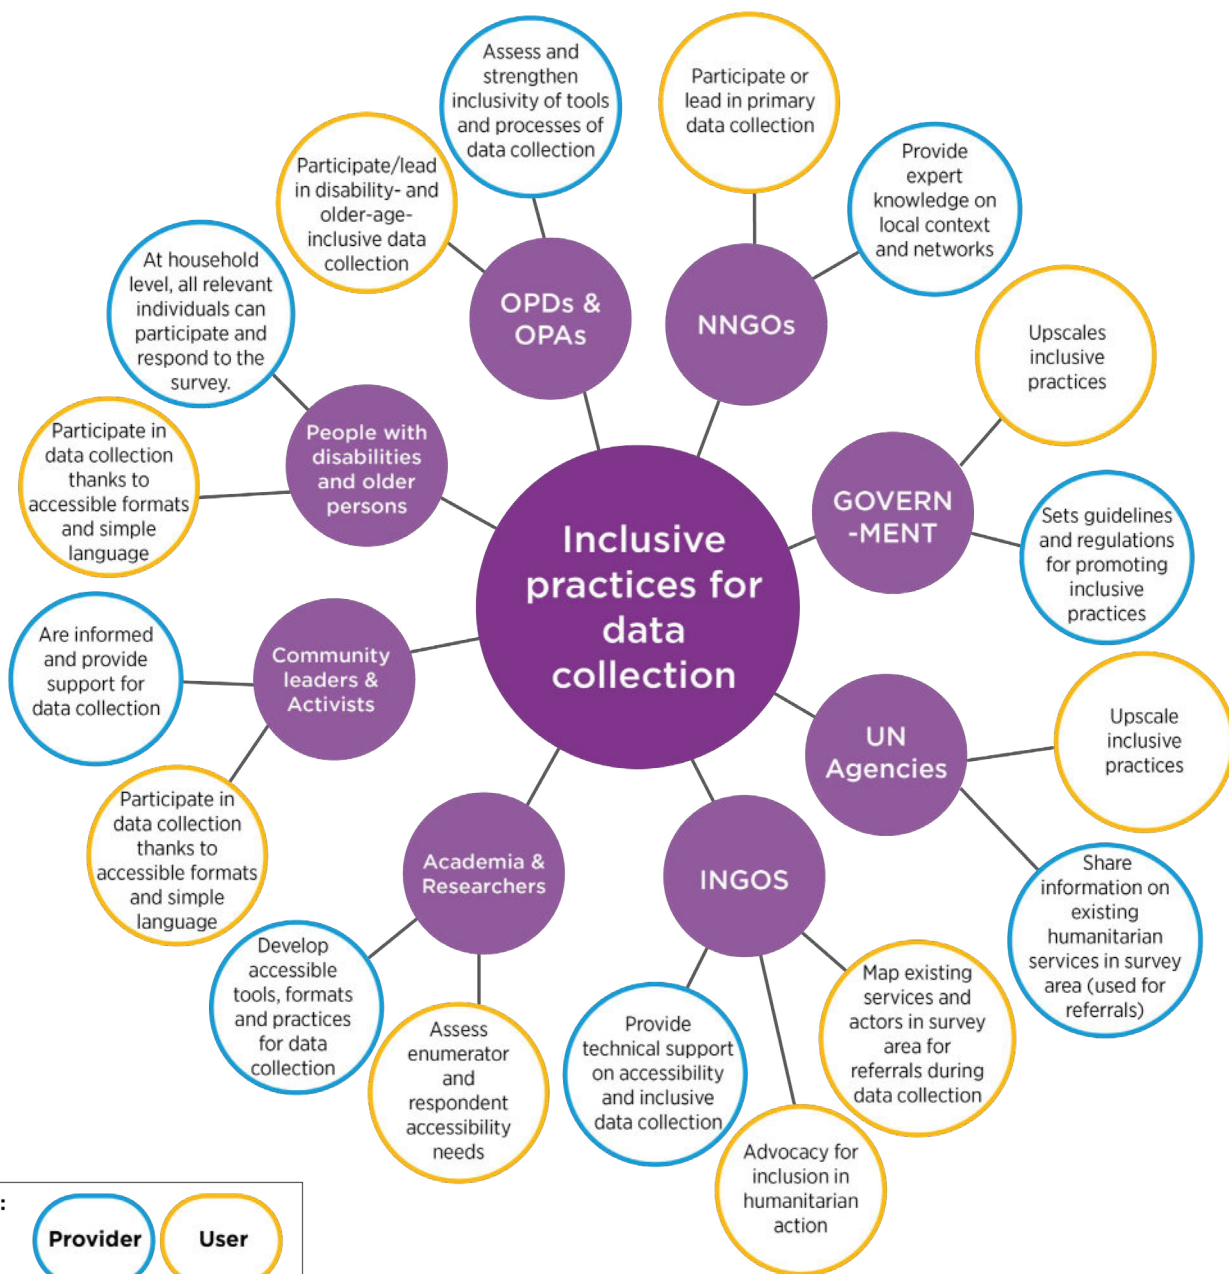 Inclusive
practices for
data
collection
OPDs &
OPAs
Assess and
strengthen
inclusivity of tools
and processes of
data collection
Participate/lead
in disability- and
older-age-
inclusive data
collection
NNGOs
Participate or
lead in primary
data collection
Provide
expert
knowledge on
local context
and networks
GOVERN
-MENT
Upscales
inclusive
practices
Sets guidelines
and regulations
for promoting
inclusive
practices
UN
Agencies
Upscale
inclusive
practices
Share
information on
existing
humanitarian
services in survey
area (used for
referrals)
INGOS
Map existing
services and
actors in survey
area for
referrals during
data collection
Advocacy for
inclusion in
humanitarian
action
Provide
technical support
on accessibility
and inclusive
data collection
Academia &
Researchers
Assess
enumerator
and
respondent
accessibility
needs
Develop
accessible
tools, formats
and practices
for data
collection
Community
leaders &
Activists
Participate in
data collection
thanks to
accessible formats
and simple
language
Are informed
and provide
support for
data collection
People with
disabilities
and older
persons
Participate in
data collection
thanks to
accessible formats
and simple
language
At household
level, all relevant
individuals can
participate and
respond to the
survey.
:
Provider
User